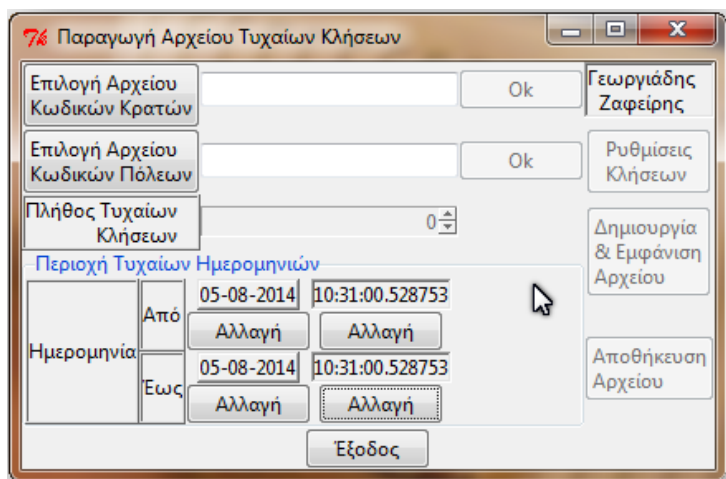 Παραγωγή Αρχείου Τυχαίων Κλήσεων
Επιλογή Αρχείου
Κωδικών Κρατών
Ok
Γεωργιάδης
Ζαφείρης
Επιλογή Αρχείου
Κωδικών Πόλεων
Ok
Ρυθμίσεις
Κλήσεων
Πλήθος Τυχαίων
Κλήσεων
0
Δημιουργία
& Εμφάνιση
Αρχείου
Περιοχή Τυχαίων Ημερομηνιών
Ημερομηνία
Από
05-08-2014 10:31:00.528753
Αλλαγή Αλλαγή
Έως
05-08-2014 10:31:00.528753
Αλλαγή Αλλαγή
Αποθήκευση
Αρχείου
Έξοδος